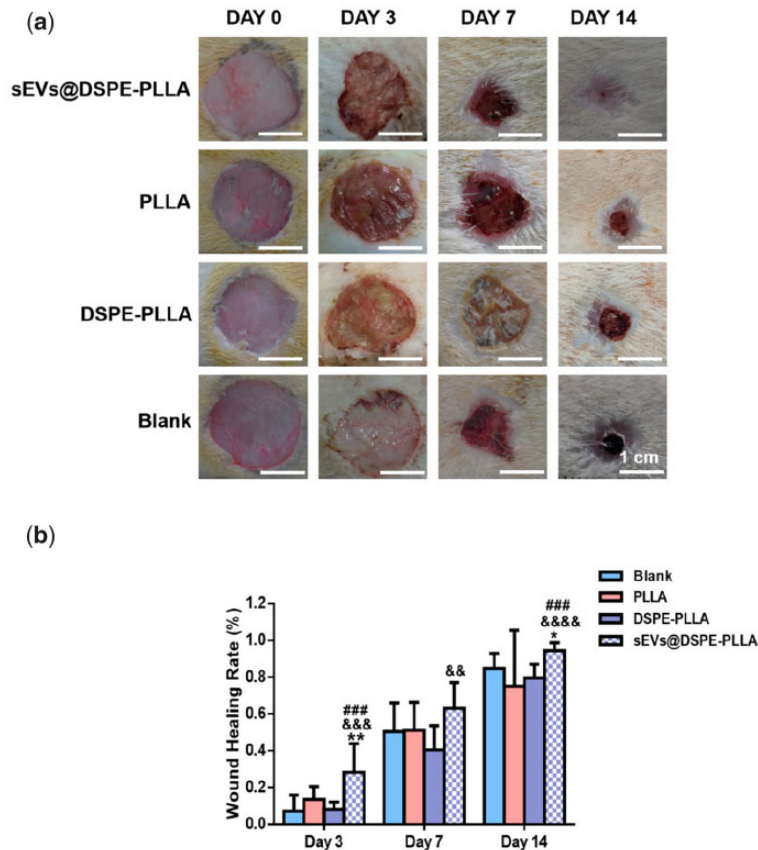 (a)
DAY 0 DAY 3 DAY 7 DAY 14
sEVs@DSPE-PLLA
PLLA
DSPE-PLLA
Blank
1 cm
(b)
Wound Healing Rate (%)
1.2
1.0
0.8
0.6
0.4
0.2
0.0
###
&&&
**
&&
###
&&&&
*
Day 3 Day 7 Day 14
Blank
PLLA
DSPE-PLLA
sEVs@DSPE-PLLA